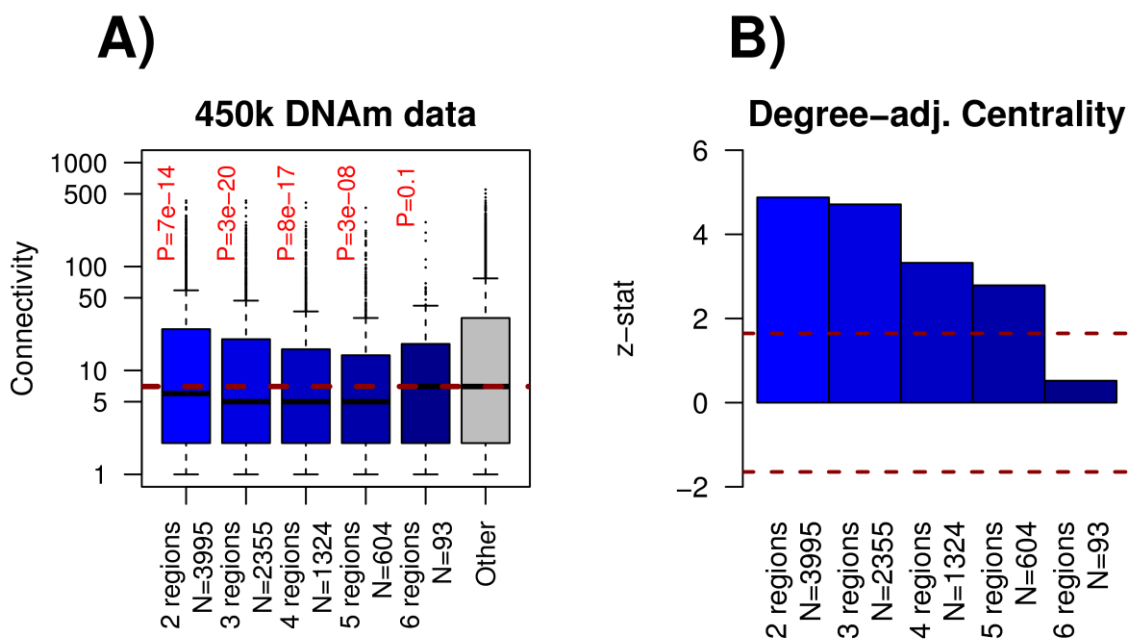 A)
450k DNAm data
Connectivity
1000
500
100
50
10
5
1
P=7e−14
P=3e−20
P=8e−17
P=3e−08
P=0.1
2 regions
N=3995
3 regions
N=2355
4 regions
N=1324
5 regions
N=604
6 regions
N=93
Other
B)
Degree−adj. Centrality
z−stat
6
4
2
0
−2
2 regions
N=3995
3 regions
N=2355
4 regions
N=1324
5 regions
N=604
6 regions
N=93